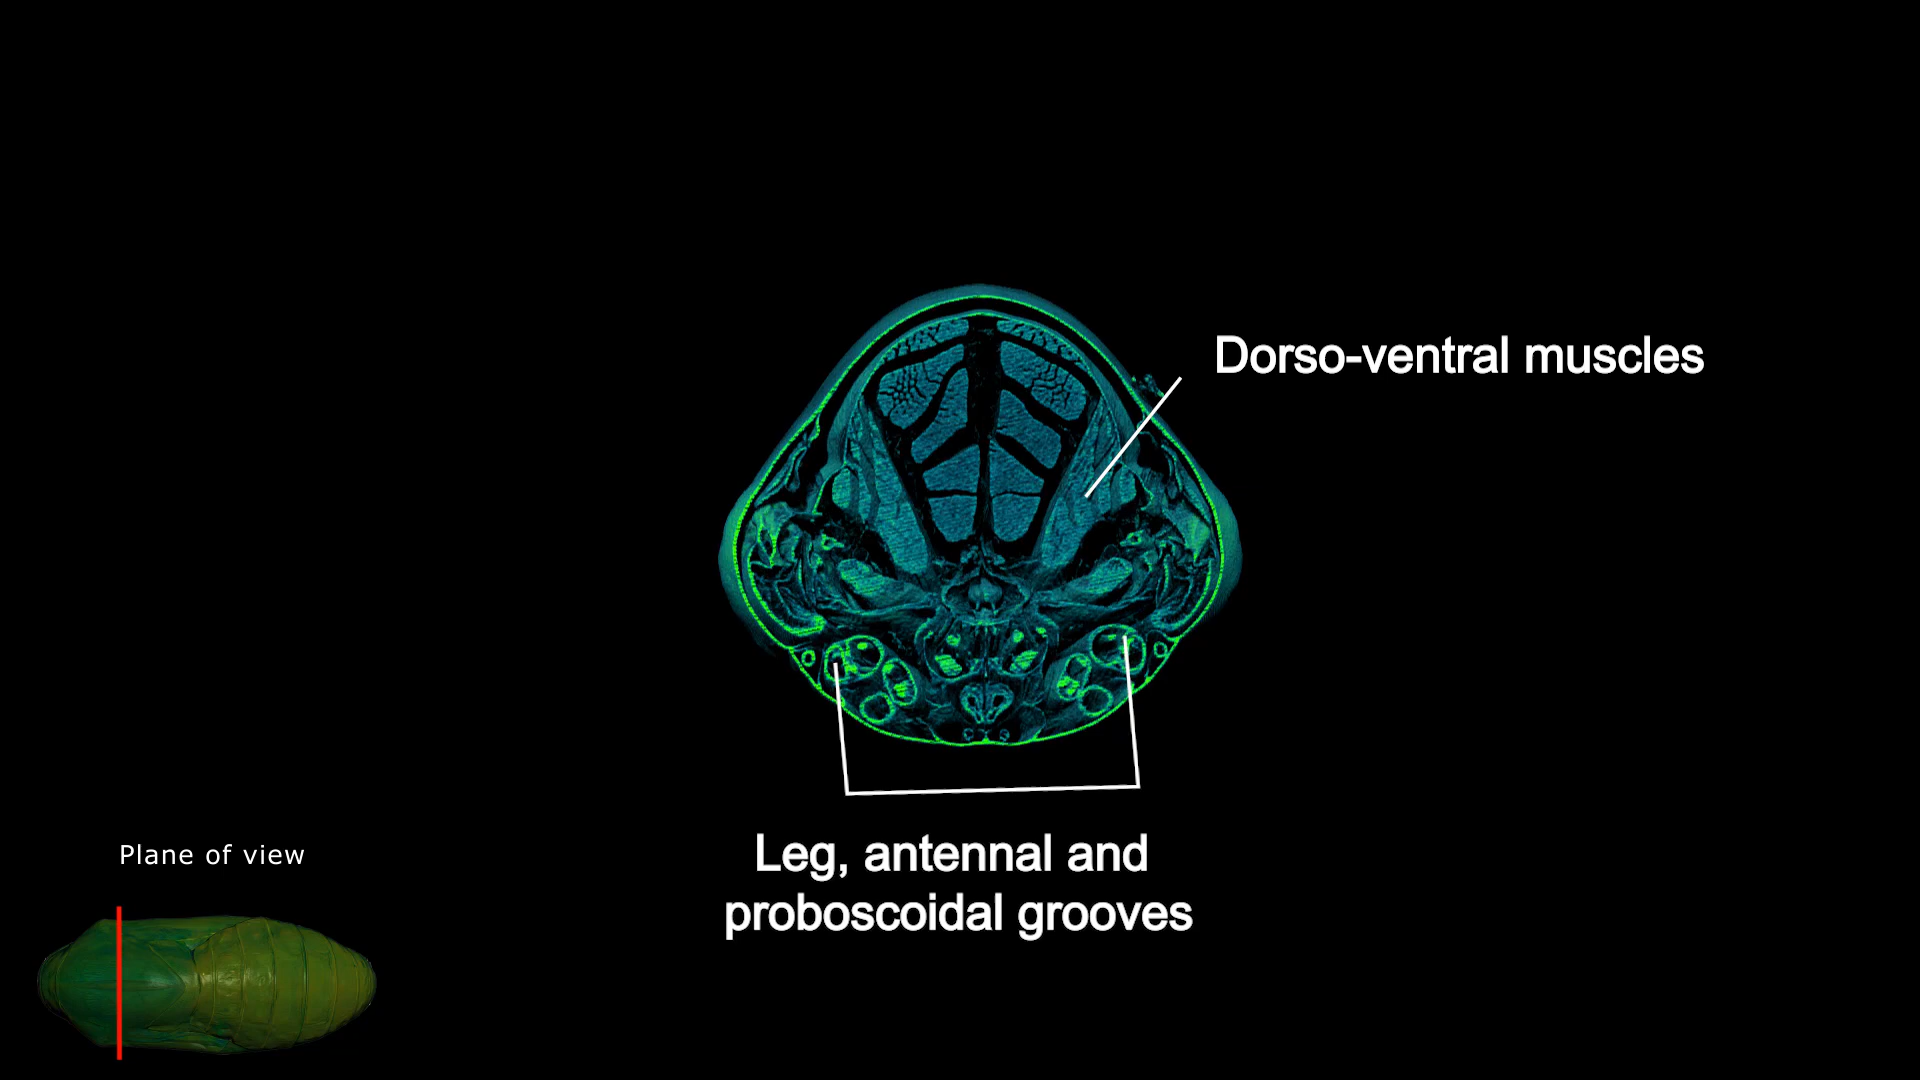 Dorso-ventral muscles
Leg, antennal and
proboscoidal grooves
Plane of view